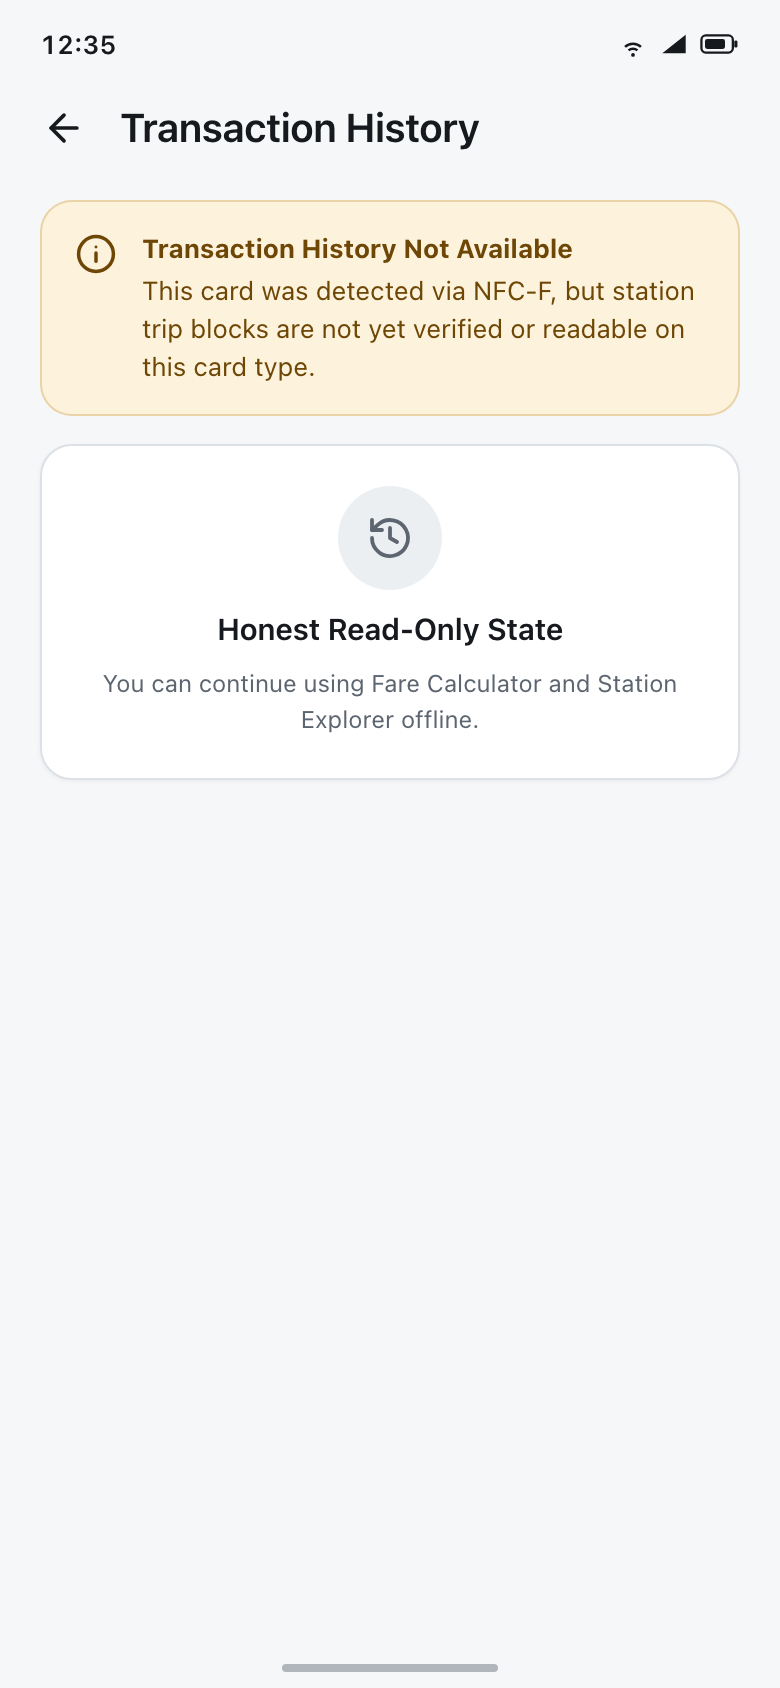 12:35
Transaction History
Transaction History Not Available
This card was detected via NFC-F, but station
trip blocks are not yet verified or readable on
this card type.
Honest Read-Only State
You can continue using Fare Calculator and Station
Explorer offline.